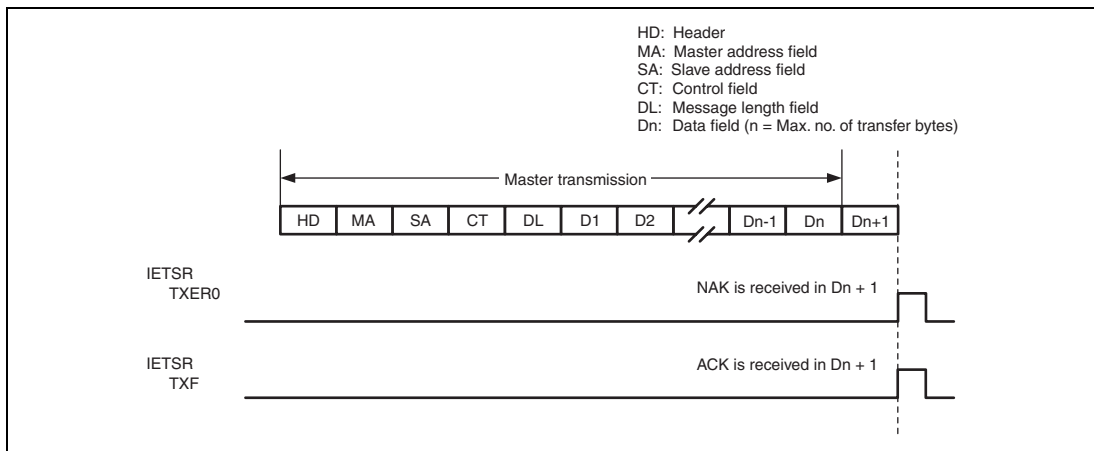 HD: Header
MA: Master address field
SA: Slave address field
CT: Control field
DL: Message length field
Dn: Data field (n = Max. no. of transfer bytes)
Master transmission
HD MA SA CT DL D1 D2 Dn-1 Dn Dn+1
IETSR
TXER0
NAK is received in Dn + 1
IETSR
TXF
ACK is received in Dn + 1